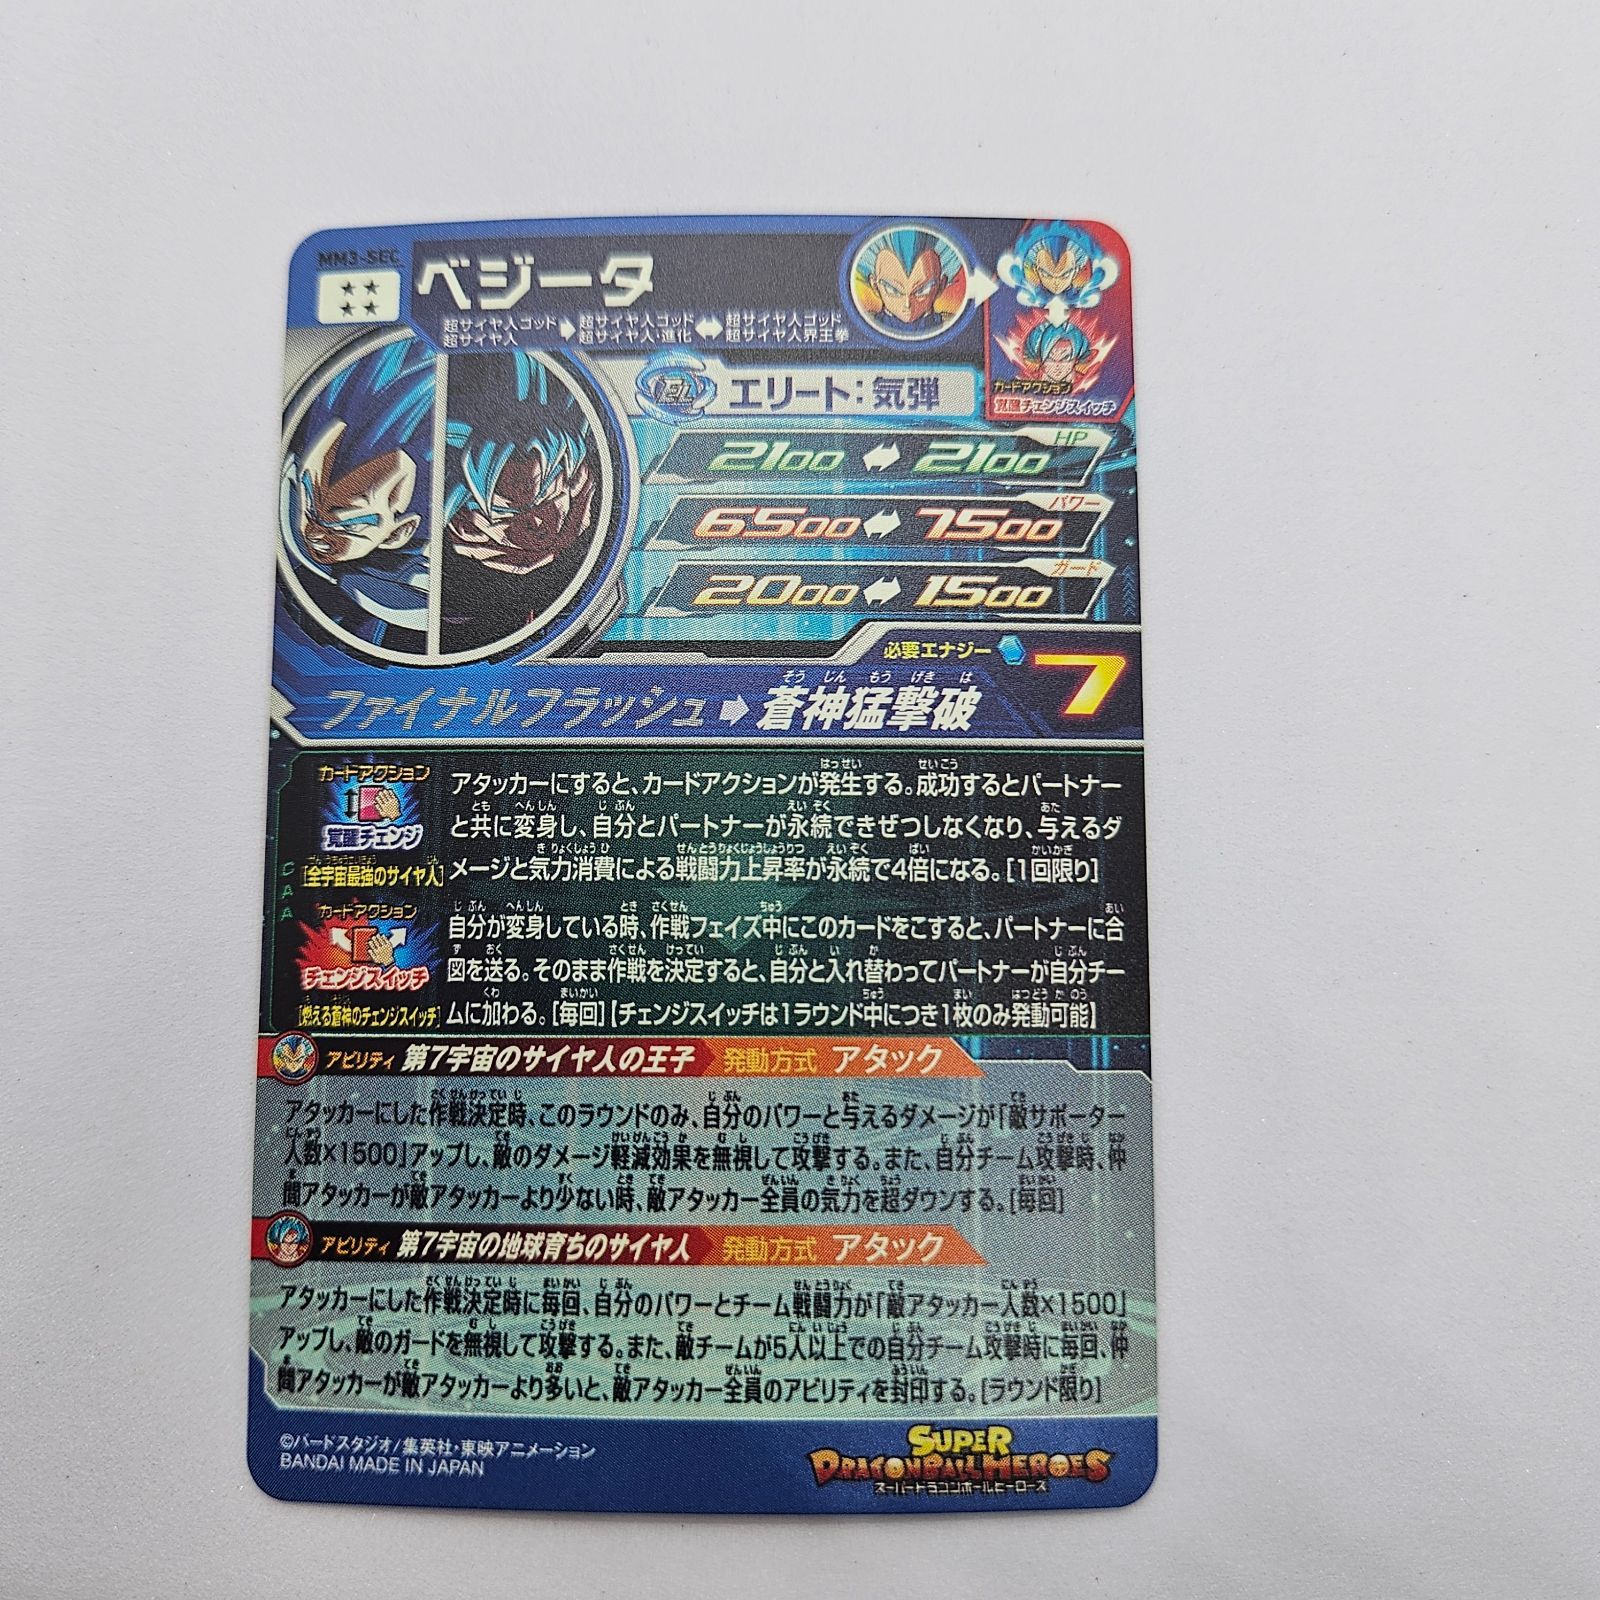 MM3-SEC
ベジータ
超サイヤ人ゴッド 超サイヤ人ゴッド 超サイヤ人ゴッド
超サイヤ人 超サイヤ人・進化 超サイヤ人界王拳
カードアクション
覚醒チェンジスイッチ
エリート:気弾
HP
2100 2100
パワー
6500 7500
ガード
2000 1500
必要エナジー 7
そうじんもうげきは
ファイナルフラッシュ 蒼神猛撃破
カードアクション
覚醒チェンジ
[全宇宙最強のサイヤ人]
アタッカーにすると、カードアクションが発生する。成功するとパートナー
と共に変身し、自分とパートナーが永続できぜつしなくなり、与えるダ
メージと気力消費による戦闘力上昇率が永続で4倍になる。[1回限り]
CAA
カードアクション
チェンジスイッチ
[燃える蒼神のチェンジスイッチ]
自分が変身している時、作戦フェイズ中にこのカードをこすると、パートナーに合
図を送る。そのまま作戦を決定すると、自分と入れ替わってパートナーが自分チー
ムに加わる。[毎回]【チェンジスイッチは1ラウンド中につき1枚のみ発動可能】
アビリティ 第7宇宙のサイヤ人の王子 発動方式 アタック
アタッカーにした作戦決定時、このラウンドのみ、自分のパワーと与えるダメージが「敵サポーター
人数×1500」アップし、敵のダメージ軽減効果を無視して攻撃する。また、自分チーム攻撃時、仲
間アタッカーが敵アタッカーより少ない時、敵アタッカー全員の気力を超ダウンする。[毎回]
アビリティ 第7宇宙の地球育ちのサイヤ人 発動方式 アタック
アタッカーにした作戦決定時に毎回、自分のパワーとチーム戦闘力が「敵アタッカー人数×1500」
アップし、敵のガードを無視して攻撃する。また、敵チームが5人以上での自分チーム攻撃時に毎回、仲
間アタッカーが敵アタッカーより多いと、敵アタッカー全員のアビリティを封印する。[ラウンド限り]
©バードスタジオ/集英社・東映アニメーション
BANDAI MADE IN JAPAN
SUPER
DRAGONBALL HEROES
スーパードラゴンボールヒーローズ